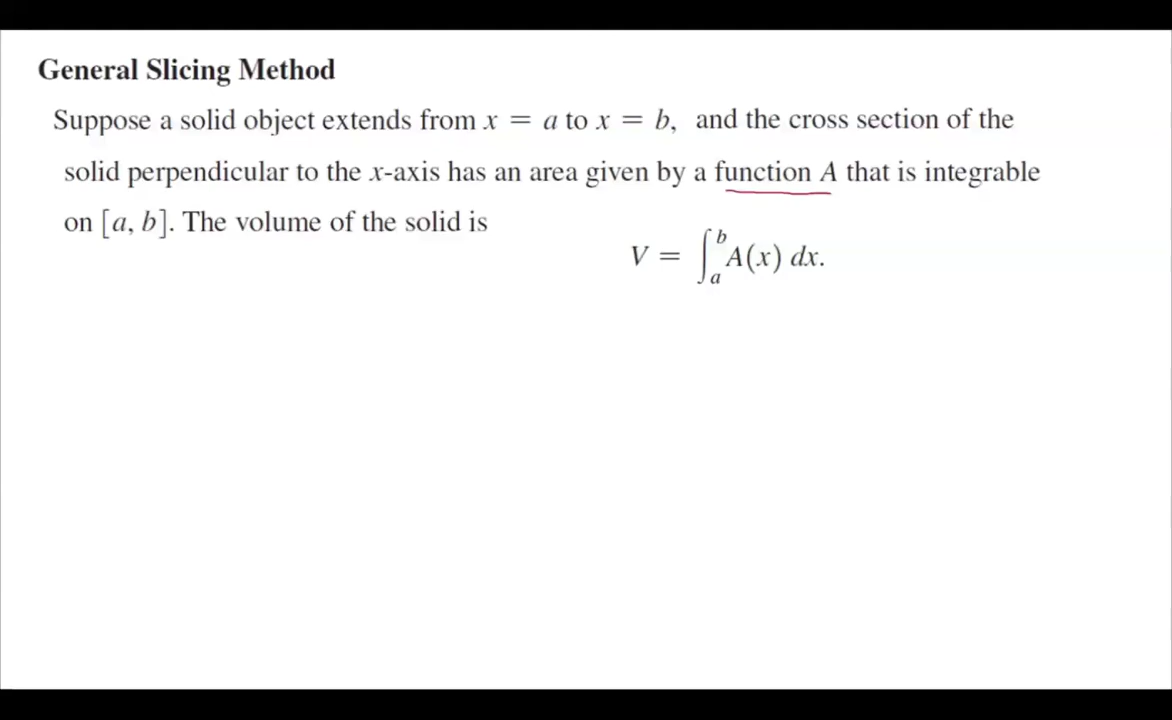 General Slicing Method
Suppose a solid object extends from x = a to x = b, and the cross section of the
solid perpendicular to the x-axis has an area given by a function A that is integrable
on [a, b]. The volume of the solid is
V = ∫_a^b A(x) dx.